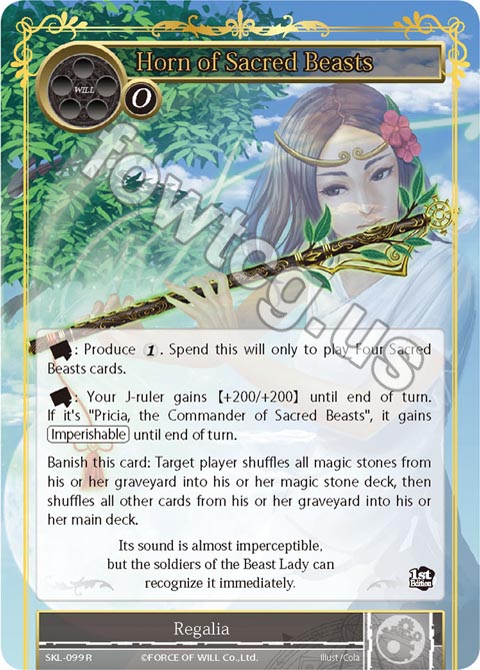 Horn of Sacred Beasts
WILL
0
: Produce 1. Spend this will only to play Four Sacred
Beasts cards.
: Your J-ruler gains 【+200/+200】 until end of turn.
If it's "Pricia, the Commander of Sacred Beasts", it gains
Imperishable until end of turn.
Banish this card: Target player shuffles all magic stones from
his or her graveyard into his or her magic stone deck, then
shuffles all other cards from his or her graveyard into his or
her main deck.
Its sound is almost imperceptible,
but the soldiers of the Beast Lady can
recognize it immediately.
1st
Edition
Regalia
SKL-099 R ©FORCE OF WILL Co.,Ltd. Illust/Cola
fowtcg.us